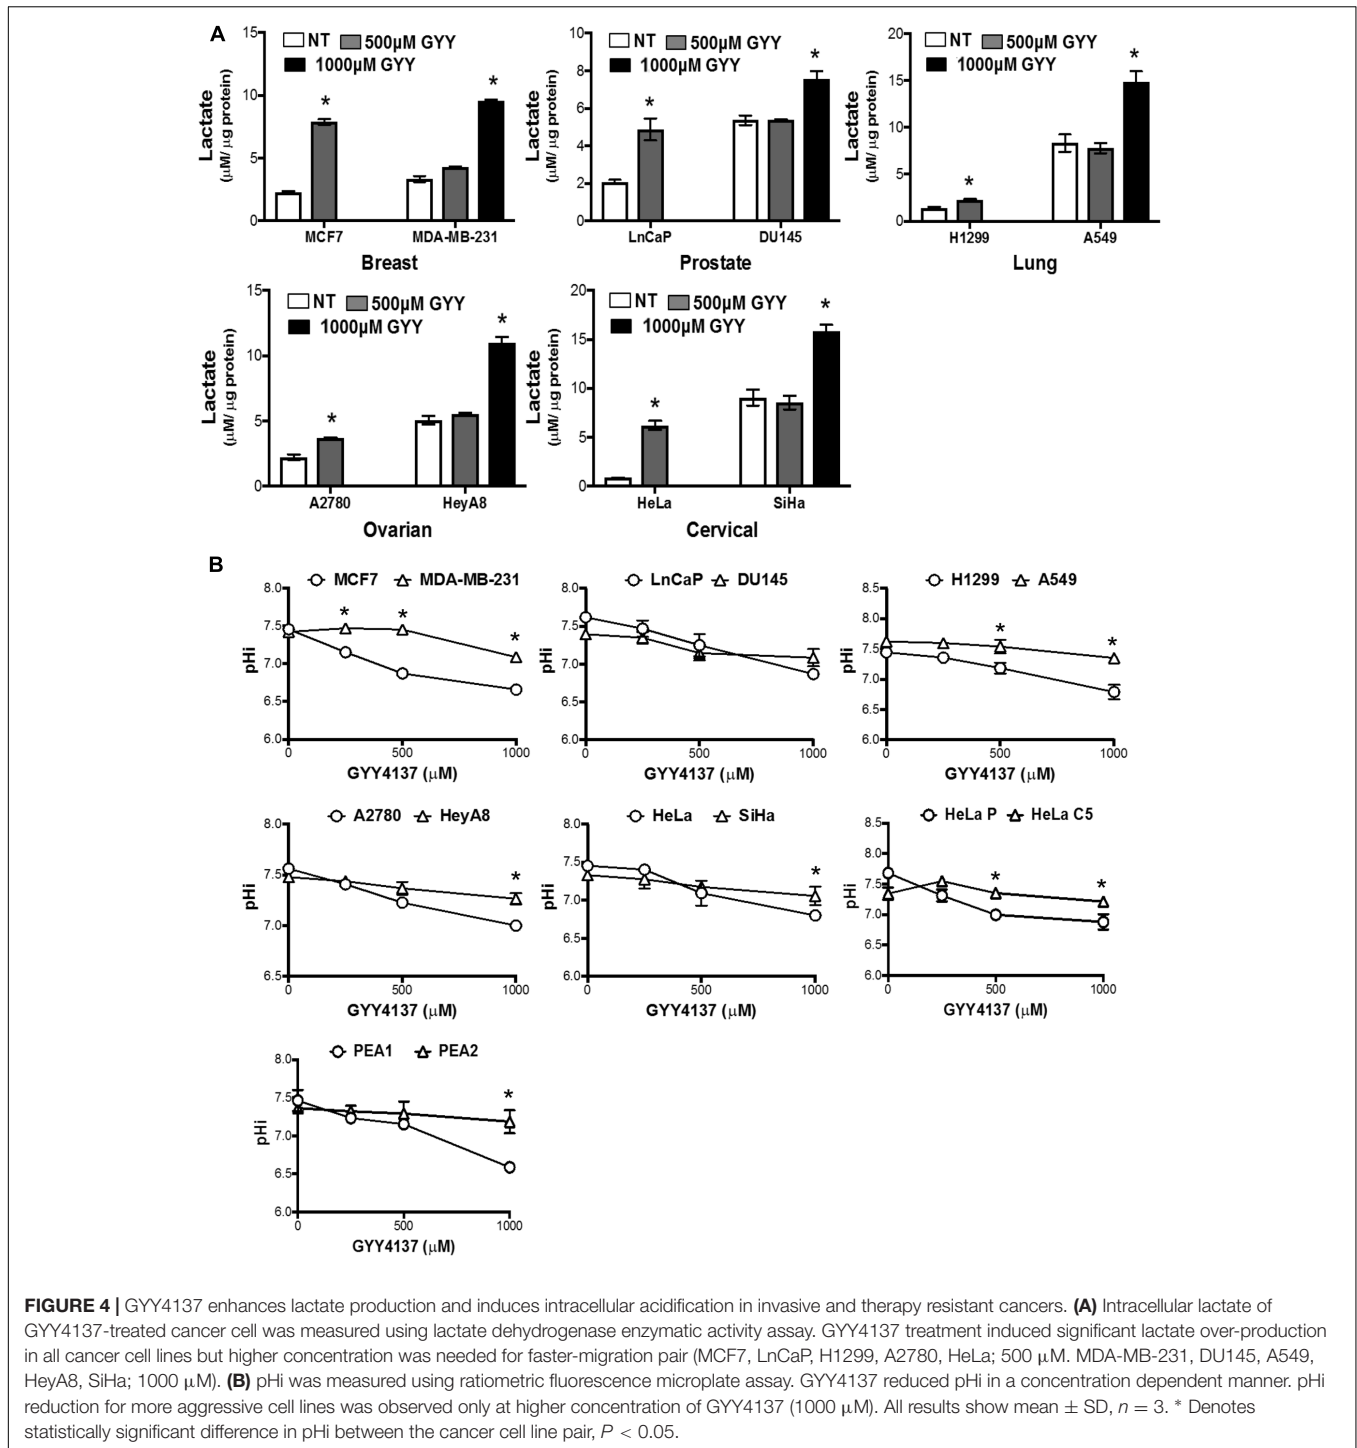 A
15
10
5
0
Lactate
(μM/ μg protein)
NT 500μM GYY
1000μM GYY
*
*
MCF7 MDA-MB-231
Breast
10
8
6
4
2
0
Lactate
(μM/ μg protein)
NT 500μM GYY
1000μM GYY
*
*
LnCaP DU145
Prostate
20
15
10
5
0
Lactate
(μM/ μg protein)
NT 500μM GYY
1000μM GYY
*
*
H1299 A549
Lung
15
10
5
0
Lactate
(μM/ μg protein)
NT 500μM GYY
1000μM GYY
*
*
A2780 HeyA8
Ovarian
20
15
10
5
0
Lactate
(μM/ μg protein)
NT 500μM GYY
1000μM GYY
*
*
HeLa SiHa
Cervical
B
MCF7 MDA-MB-231
8.0
7.5
7.0
6.5
6.0
pHi
* * *
0 500 1000
GYY4137 (μM)
LnCaP DU145
8.0
7.5
7.0
6.5
6.0
pHi
0 500 1000
GYY4137 (μM)
H1299 A549
8.5
8.0
7.5
7.0
6.5
6.0
pHi
* *
0 500 1000
GYY4137 (μM)
A2780 HeyA8
8.0
7.5
7.0
6.5
pHi
*
0 500 1000
GYY4137 (μM)
HeLa SiHa
8.0
7.5
7.0
6.5
6.0
pHi
*
0 500 1000
GYY4137 (μM)
HeLa P HeLa C5
8.5
8.0
7.5
7.0
6.5
6.0
pHi
* *
0 500 1000
GYY4137 (μM)
PEA1 PEA2
8.0
7.5
7.0
6.5
6.0
pHi
*
0 500 1000
GYY4137 (μM)
FIGURE 4 | GYY4137 enhances lactate production and induces intracellular acidification in invasive and therapy resistant cancers. (A) Intracellular lactate of
GYY4137-treated cancer cell was measured using lactate dehydrogenase enzymatic activity assay. GYY4137 treatment induced significant lactate over-production
in all cancer cell lines but higher concentration was needed for faster-migration pair (MCF7, LnCaP, H1299, A2780, HeLa; 500 μM. MDA-MB-231, DU145, A549,
HeyA8, SiHa; 1000 μM). (B) pHi was measured using ratiometric fluorescence microplate assay. GYY4137 reduced pHi in a concentration dependent manner. pHi
reduction for more aggressive cell lines was observed only at higher concentration of GYY4137 (1000 μM). All results show mean ± SD, n = 3. * Denotes
statistically significant difference in pHi between the cancer cell line pair, P < 0.05.